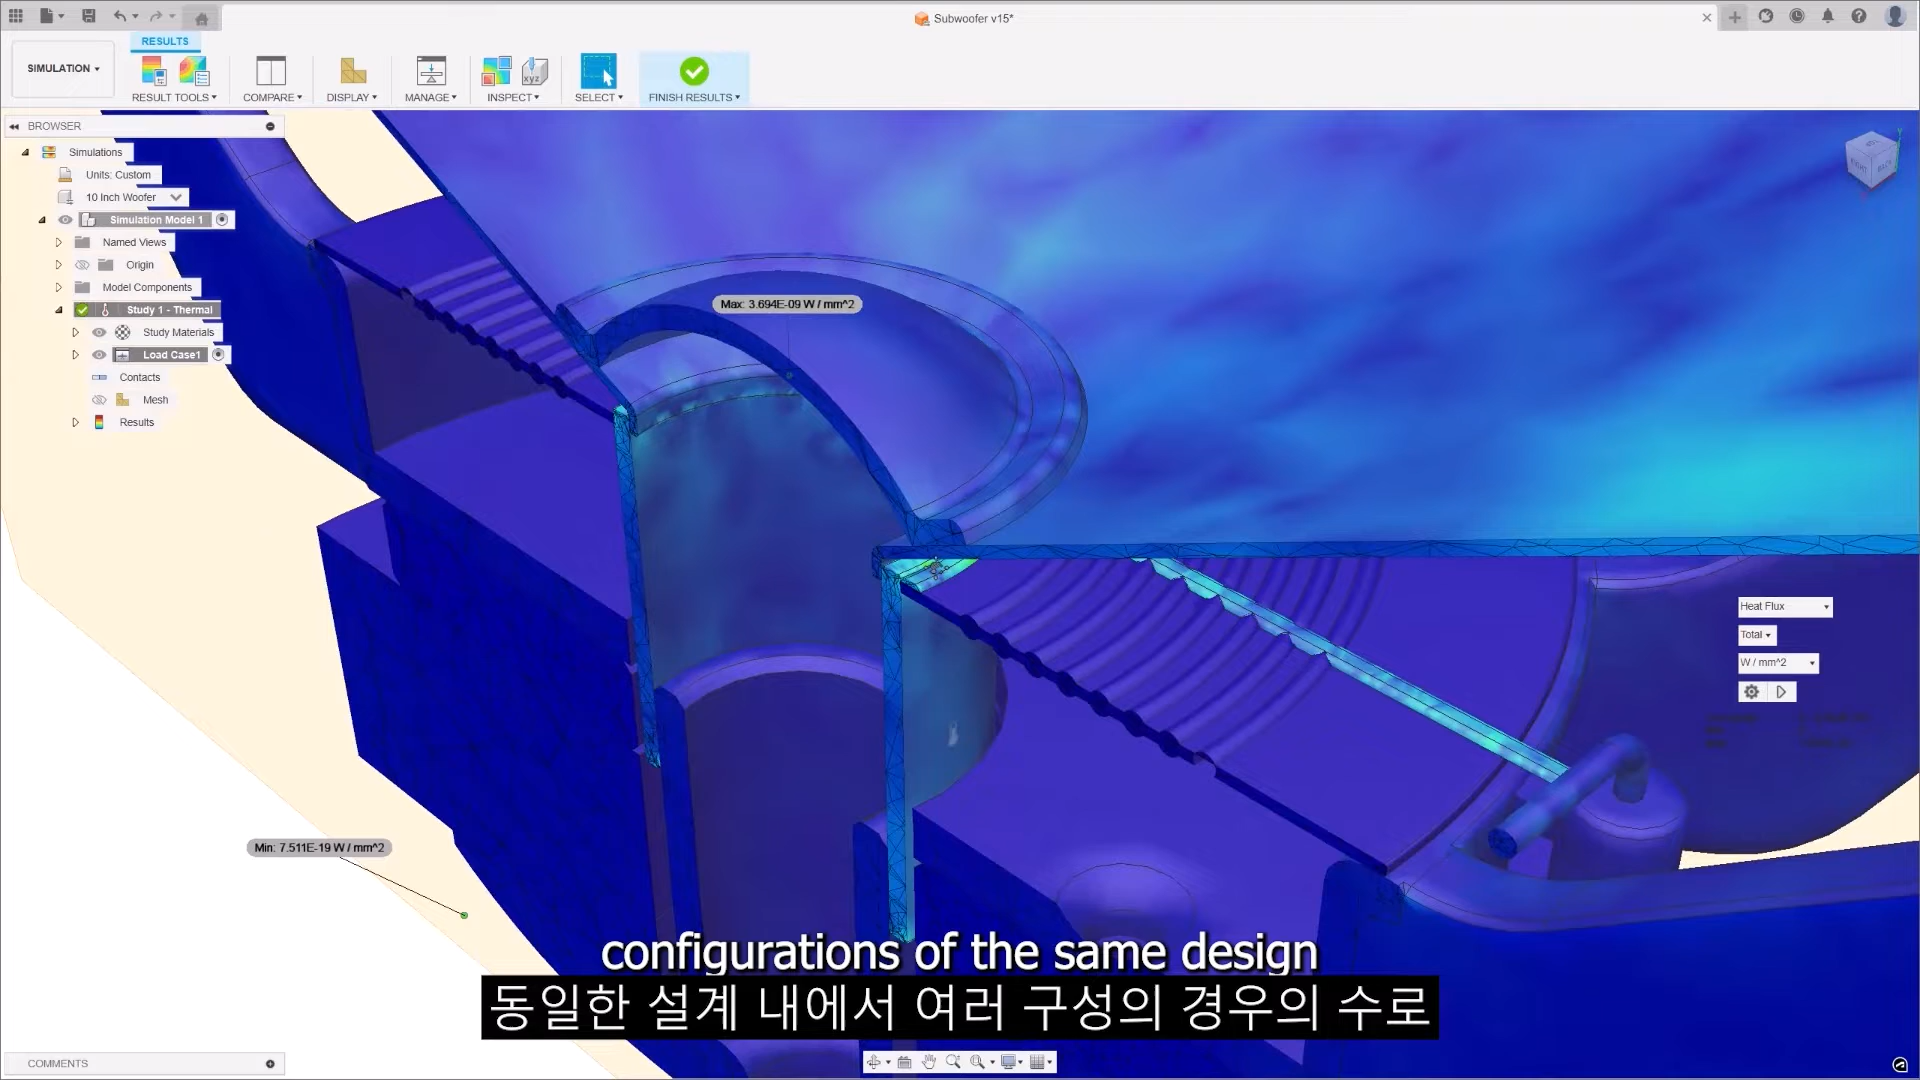 Subwoofer v15*
RESULTS
SIMULATION
RESULT TOOLS
COMPARE
DISPLAY
MANAGE
INSPECT
SELECT
FINISH RESULTS
BROWSER
Simulations
Units: Custom
10 Inch Woofer
Simulation Model 1
Named Views
Origin
Model Components
Study 1 - Thermal
Study Materials
Load Case1
Contacts
Mesh
Results
Max: 3.694E-09 W / mm^2
Heat Flux
Total
W / mm^2
Min: 7.511E-19 W / mm^2
configurations of the same design
동일한 설계 내에서 여러 구성의 경우의 수로
COMMENTS